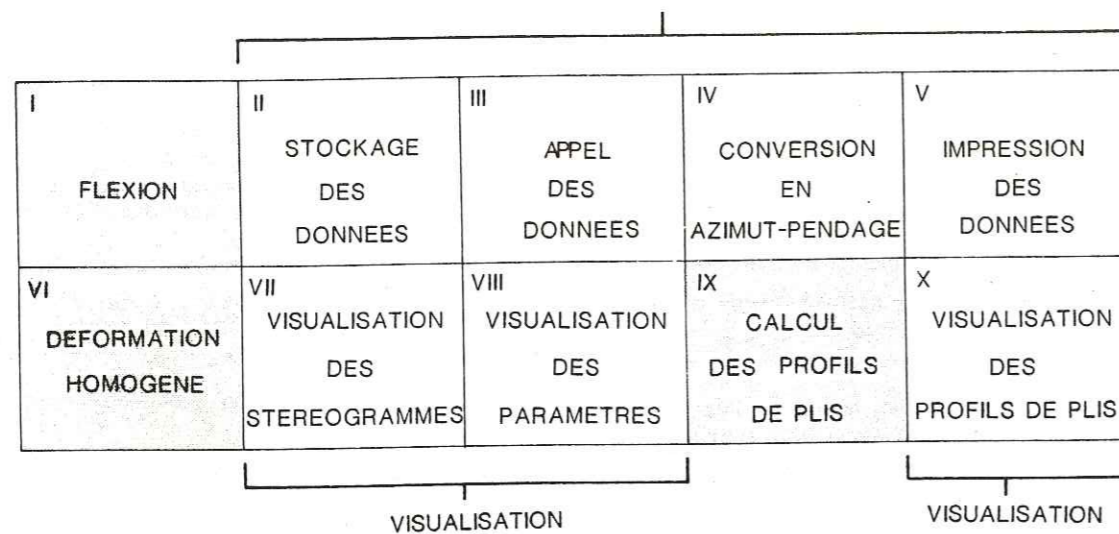 I
FLEXION
II
STOCKAGE
DES
DONNEES
III
APPEL
DES
DONNEES
IV
CONVERSION
EN
AZIMUT-PENDAGE
V
IMPRESSION
DES
DONNEES
VI
DEFORMATION
HOMOGENE
VII
VISUALISATION
DES
STEREOGRAMMES
VIII
VISUALISATION
DES
PARAMETRES
IX
CALCUL
DES PROFILS
DE PLIS
X
VISUALISATION
DES
PROFILS DE PLIS
VISUALISATION
VISUALISATION